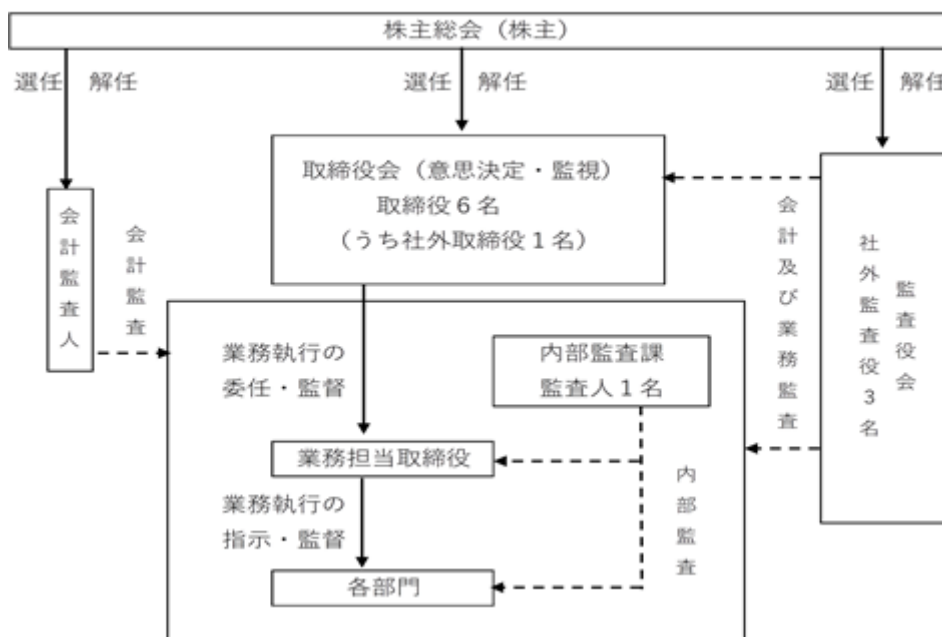 株主総会（株主）
選任 解任
選任 解任
選任 解任
取締役会（意思決定・監視）
取締役６名
（うち社外取締役１名）
会計監査人
会計監査
会計及び業務監査
監査役会
社外監査役３名
業務執行の
委任・監督
内部監査課
監査人１名
業務担当取締役
業務執行の
指示・監督
内部監査
各部門